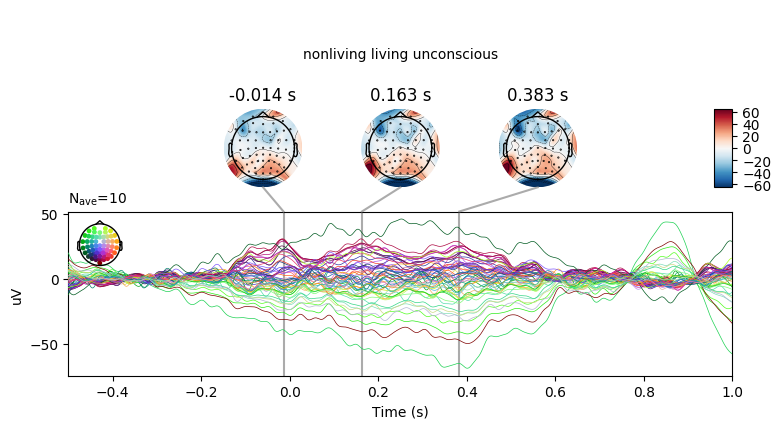 nonliving living unconscious
-0.014 s 0.163 s 0.383 s
60
40
20
0
−20
−40
−60
Nave=10
50
0
−50
uV
−0.4 −0.2 0.0 0.2 0.4 0.6 0.8 1.0
Time (s)